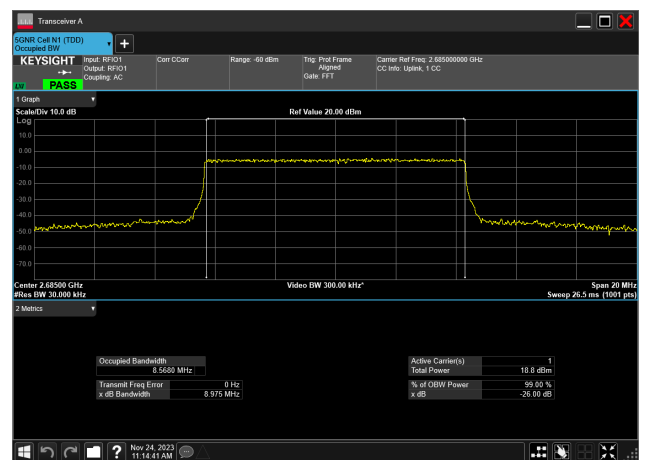 Transceiver A
5GNR Cell N1 (TDD)
Occupied BW
KEYSIGHT
LV
PASS
Input: RFIO1
Output: RFIO1
Coupling: AC
Corr CCorr
Range: -60 dBm
Trig: Prot Frame
Aligned
Gate: FFT
Carrier Ref Freq: 2.685000000 GHz
CC Info: Uplink, 1 CC
1 Graph
Scale/Div 10.0 dB
Ref Value 20.00 dBm
Log
10.0
0.00
-10.0
-20.0
-30.0
-40.0
-50.0
-60.0
-70.0
Center 2.68500 GHz
Video BW 300.00 kHz*
Span 20 MHz
#Res BW 30.000 kHz
Sweep 26.5 ms (1001 pts)
2 Metrics
Occupied Bandwidth
8.5680 MHz
Transmit Freq Error 0 Hz
x dB Bandwidth 8.975 MHz
Active Carrier(s) 1
Total Power 18.8 dBm
% of OBW Power 99.00 %
x dB -26.00 dB
Nov 24, 2023
11:14:41 AM